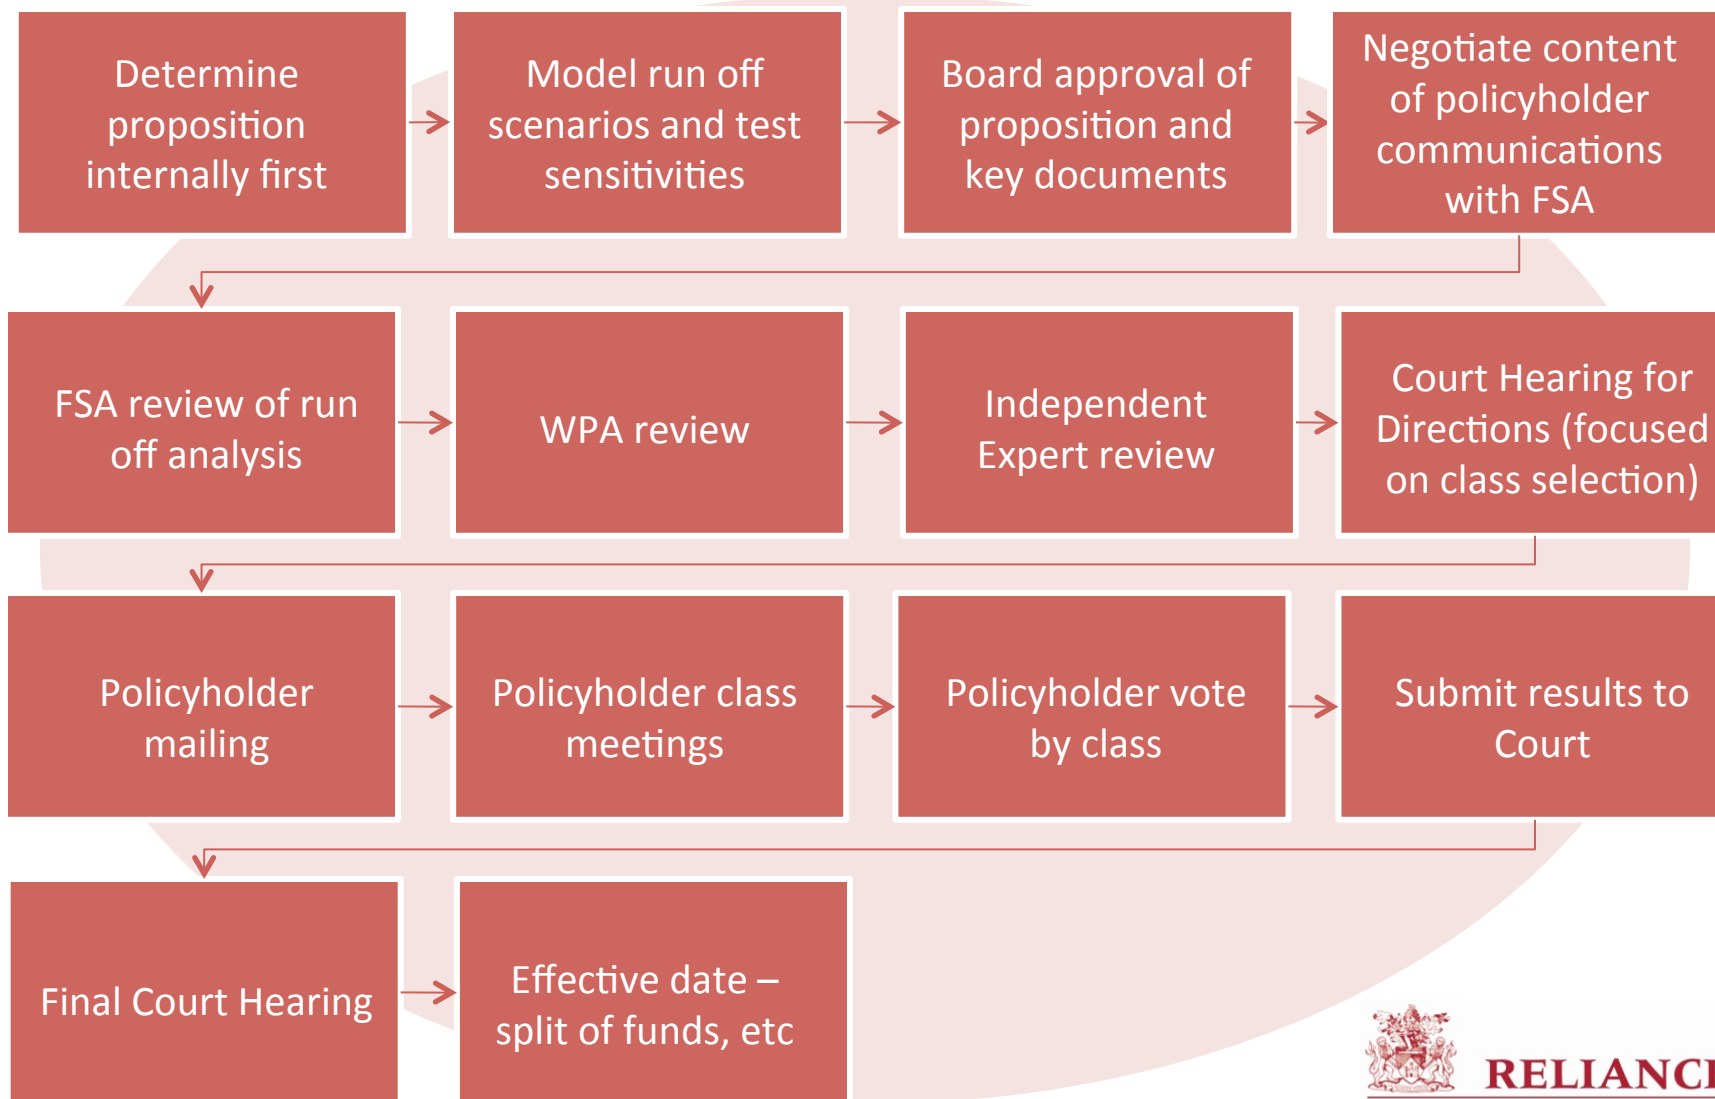 Determine
proposition
internally first
Model run off
scenarios and test
sensitivities
Board approval of
proposition and
key documents
Negotiate content
of policyholder
communications
with FSA
FSA review of run
off analysis
WPA review
Independent
Expert review
Court Hearing for
Directions (focused
on class selection)
Policyholder
mailing
Policyholder class
meetings
Policyholder vote
by class
Submit results to
Court
Final Court Hearing
Effective date –
split of funds, etc
RELIANCE